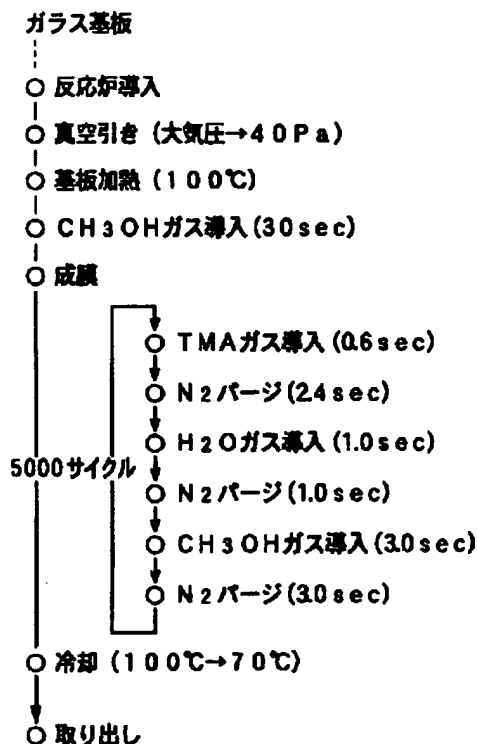 ガラス基板
反応炉導入
真空引き (大気圧→40Pa)
基板加熱 (100℃)
CH3OHガス導入 (30sec)
成膜
TMAガス導入 (0.6sec)
N2パージ (2.4sec)
H2Oガス導入 (1.0sec)
5000サイクル
N2パージ (1.0sec)
CH3OHガス導入 (3.0sec)
N2パージ (3.0sec)
冷却 (100℃→70℃)
取り出し